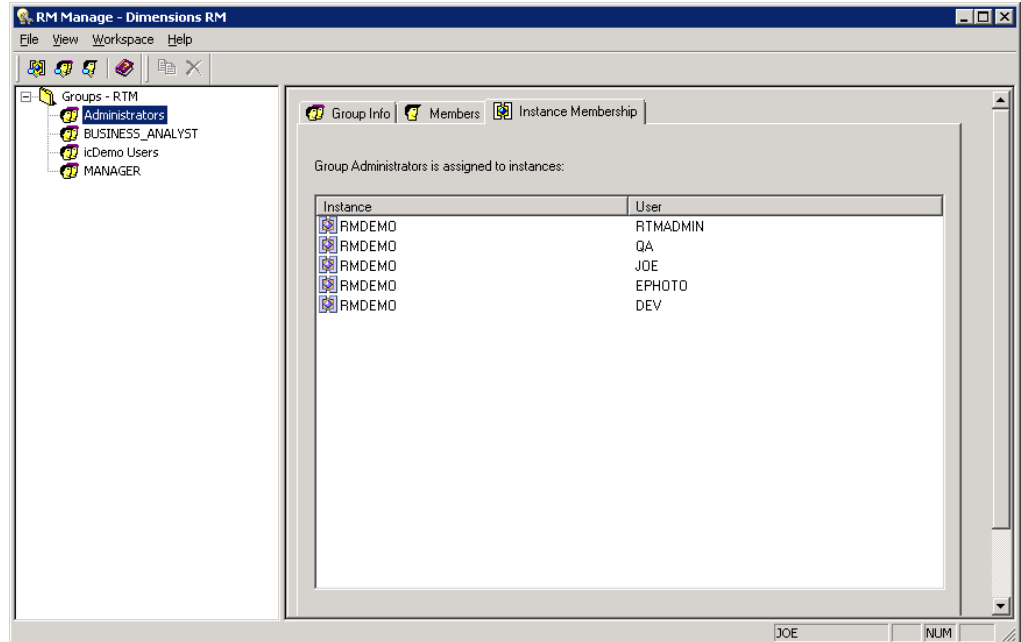 RM Manage - Dimensions RM
File View Workspace Help
Groups - RTM
Administrators
BUSINESS_ANALYST
icDemo Users
MANAGER
Group Info Members Instance Membership
Group Administrators is assigned to instances:
Instance User
RMDEMO RTMADMIN
RMDEMO QA
RMDEMO JOE
RMDEMO EPHOTO
RMDEMO DEV
JOE NUM